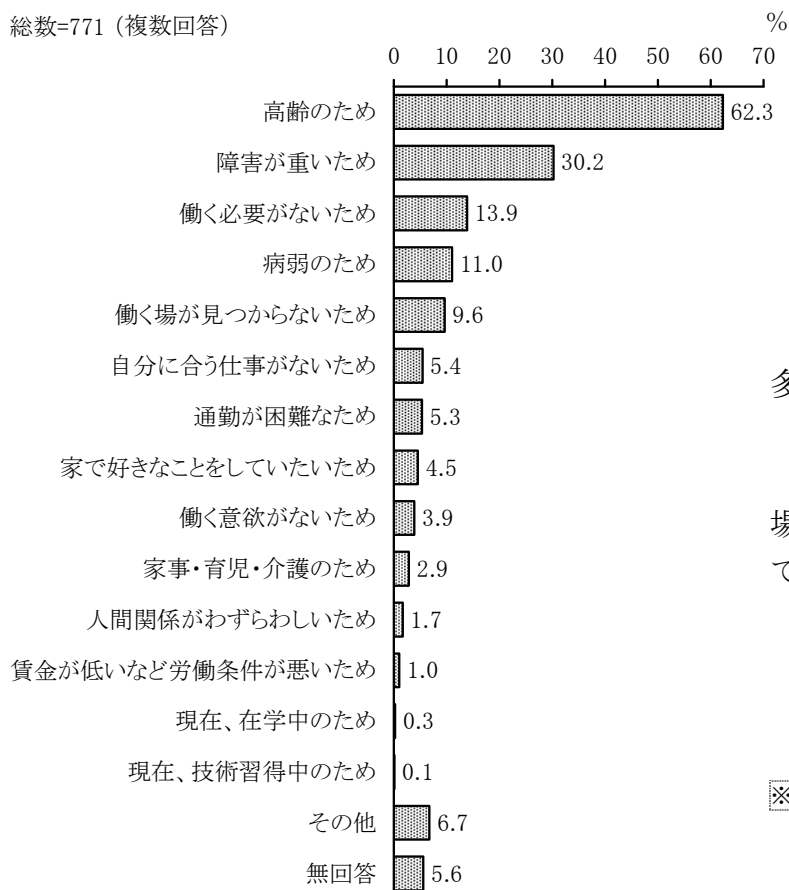 総数=771 (複数回答)
%
0 10 20 30 40 50 60 70
高齢のため 62.3
障害が重いため 30.2
働く必要がないため 13.9
病弱のため 11.0
働く場が見つからないため 9.6
自分に合う仕事がないため 5.4
多
通勤が困難なため 5.3
家で好きなことをしていたいため 4.5
働く意欲がないため 3.9
場
家事・育児・介護のため 2.9
で
人間関係がわずらわしいため 1.7
賃金が低いなど労働条件が悪いため 1.0
現在、在学中のため 0.3
現在、技術習得中のため 0.1
※
その他 6.7
無回答 5.6